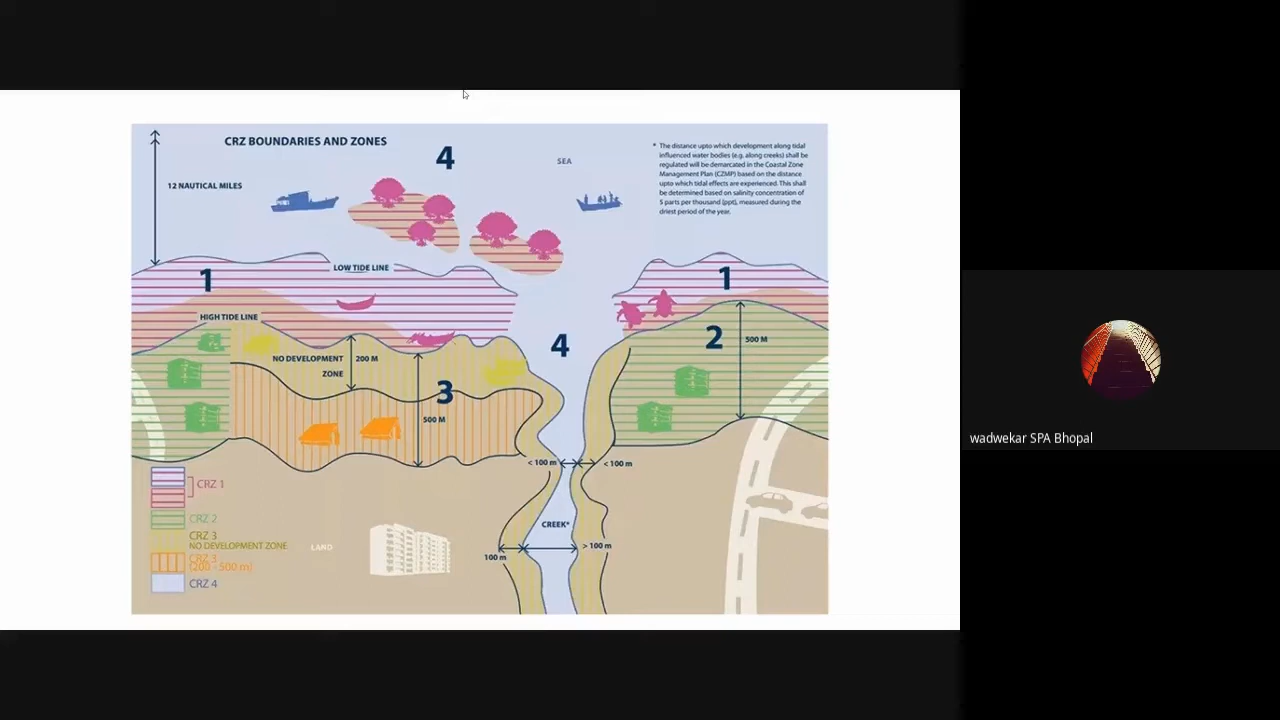 CRZ BOUNDARIES AND ZONES
4
SEA
* The distance upto which development along tidal
influenced water bodies (e.g. along creeks) shall be
regulated will be demarcated in the Coastal Zone
Management Plan (CZMP) based on the distance
upto which tidal effects are experienced. This shall
be determined based on salinity concentration of
5 parts per thousand (ppt), measured during the
driest period of the year.
12 NAUTICAL MILES
LOW TIDE LINE
1
1
HIGH TIDE LINE
2
500 M
4
NO DEVELOPMENT
ZONE
200 M
3
500 M
< 100 m
< 100 m
CREEK*
100 m
> 100 m
LAND
CRZ 1
CRZ 2
CRZ 3
NO DEVELOPMENT ZONE
CRZ 3
(200 - 500 m)
CRZ 4
wadwekar SPA Bhopal